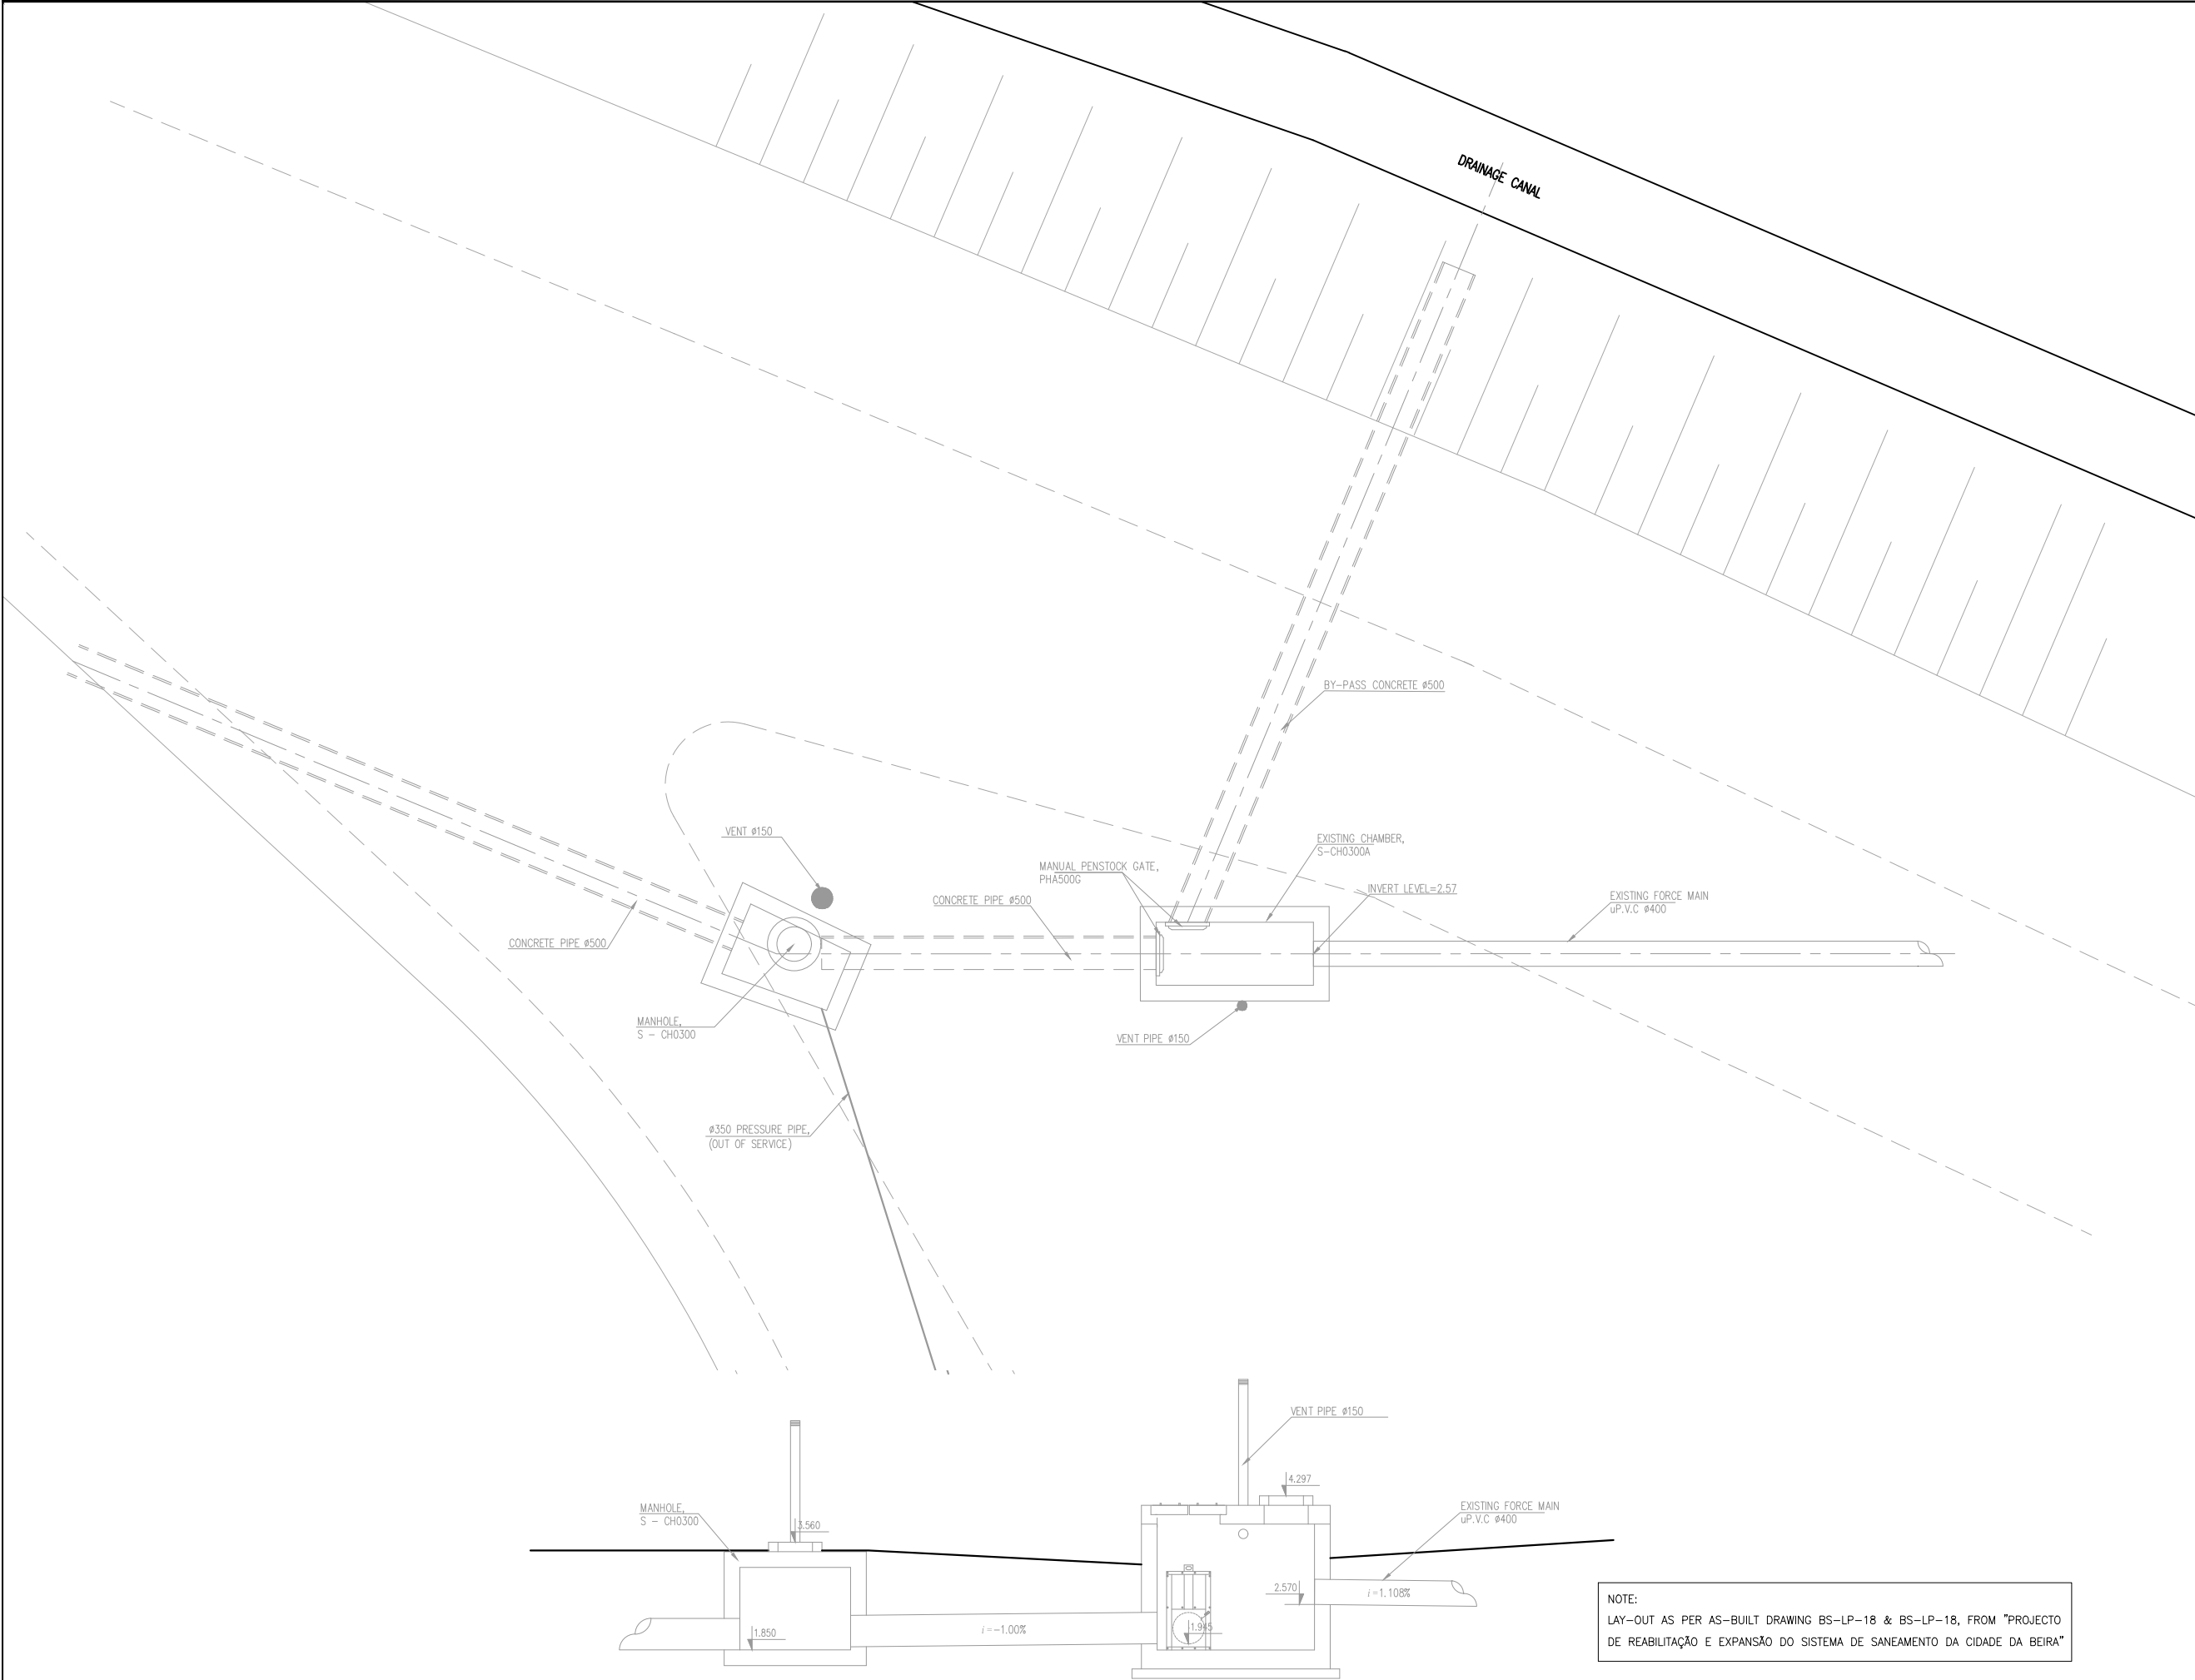 DRAINAGE CANAL
BY-PASS CONCRETE ø500
VENT ø150
EXISTING CHAMBER,
S-CH0300A
MANUAL PENSTOCK GATE,
PHA500G
INVERT LEVEL=2.57
EXISTING FORCE MAIN
uP.V.C ø400
CONCRETE PIPE ø500
CONCRETE PIPE ø500
MANHOLE,
S - CH0300
VENT PIPE ø150
ø350 PRESSURE PIPE,
(OUT OF SERVICE)
VENT PIPE ø150
4.297
MANHOLE,
S - CH0300
3.560
EXISTING FORCE MAIN
uP.V.C ø400
2.570
i=1.108%
1.850
i=-1.00%
1.945
NOTE:
LAY-OUT AS PER AS-BUILT DRAWING BS-LP-18 & BS-LP-18, FROM "PROJECTO
DE REABILITAÇÃO E EXPANSÃO DO SISTEMA DE SANEAMENTO DA CIDADE DA BEIRA"